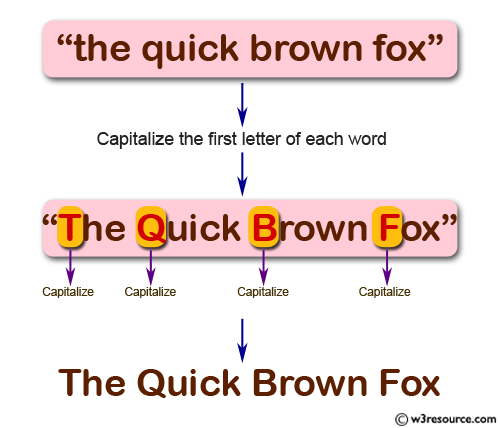 “the quick brown fox”
Capitalize the first letter of each word
“The Quick Brown Fox”
Capitalize Capitalize Capitalize Capitalize
The Quick Brown Fox
© w3resource.com